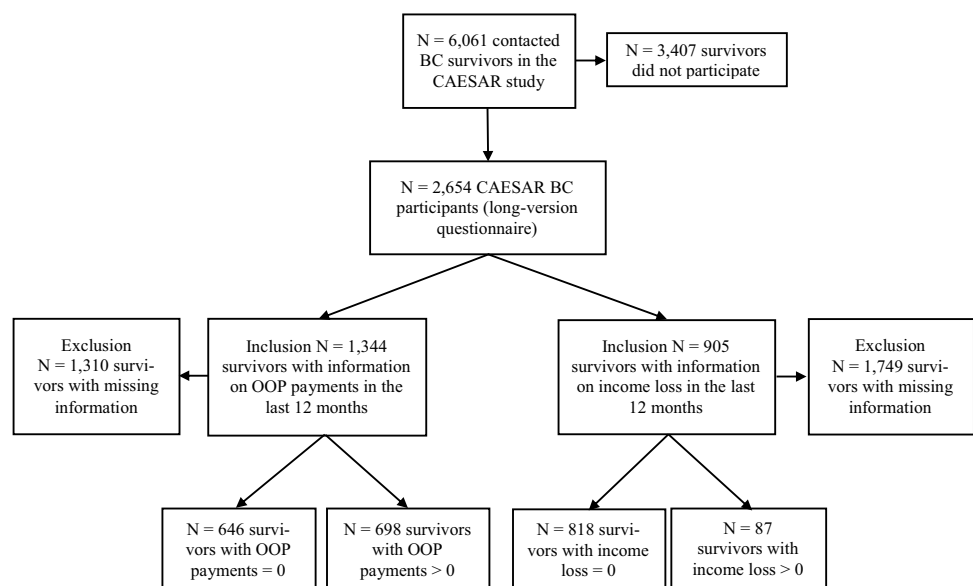 N = 6,061 contacted
BC survivors in the
CAESAR study
N = 3,407 survivors
did not participate
N = 2,654 CAESAR BC
participants (long-version
questionnaire)
Exclusion
N = 1,310 survi-
vors with missing
information
Inclusion N = 1,344
survivors with information
on OOP payments in the
last 12 months
Inclusion N = 905
survivors with information
on income loss in the last
12 months
Exclusion
N = 1,749 survi-
vors with missing
information
N = 646 survi-
vors with OOP
payments = 0
N = 698 survivors
with OOP
payments > 0
N = 818 survi-
vors with income
loss = 0
N = 87
survivors with
income loss > 0